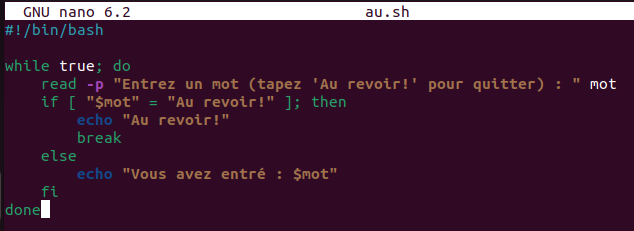 GNU nano 6.2 au.sh
#!/bin/bash
while true; do
read -p "Entrez un mot (tapez 'Au revoir!' pour quitter) : " mot
if [ "$mot" = "Au revoir!" ]; then
echo "Au revoir!"
break
else
echo "Vous avez entré : $mot"
fi
done